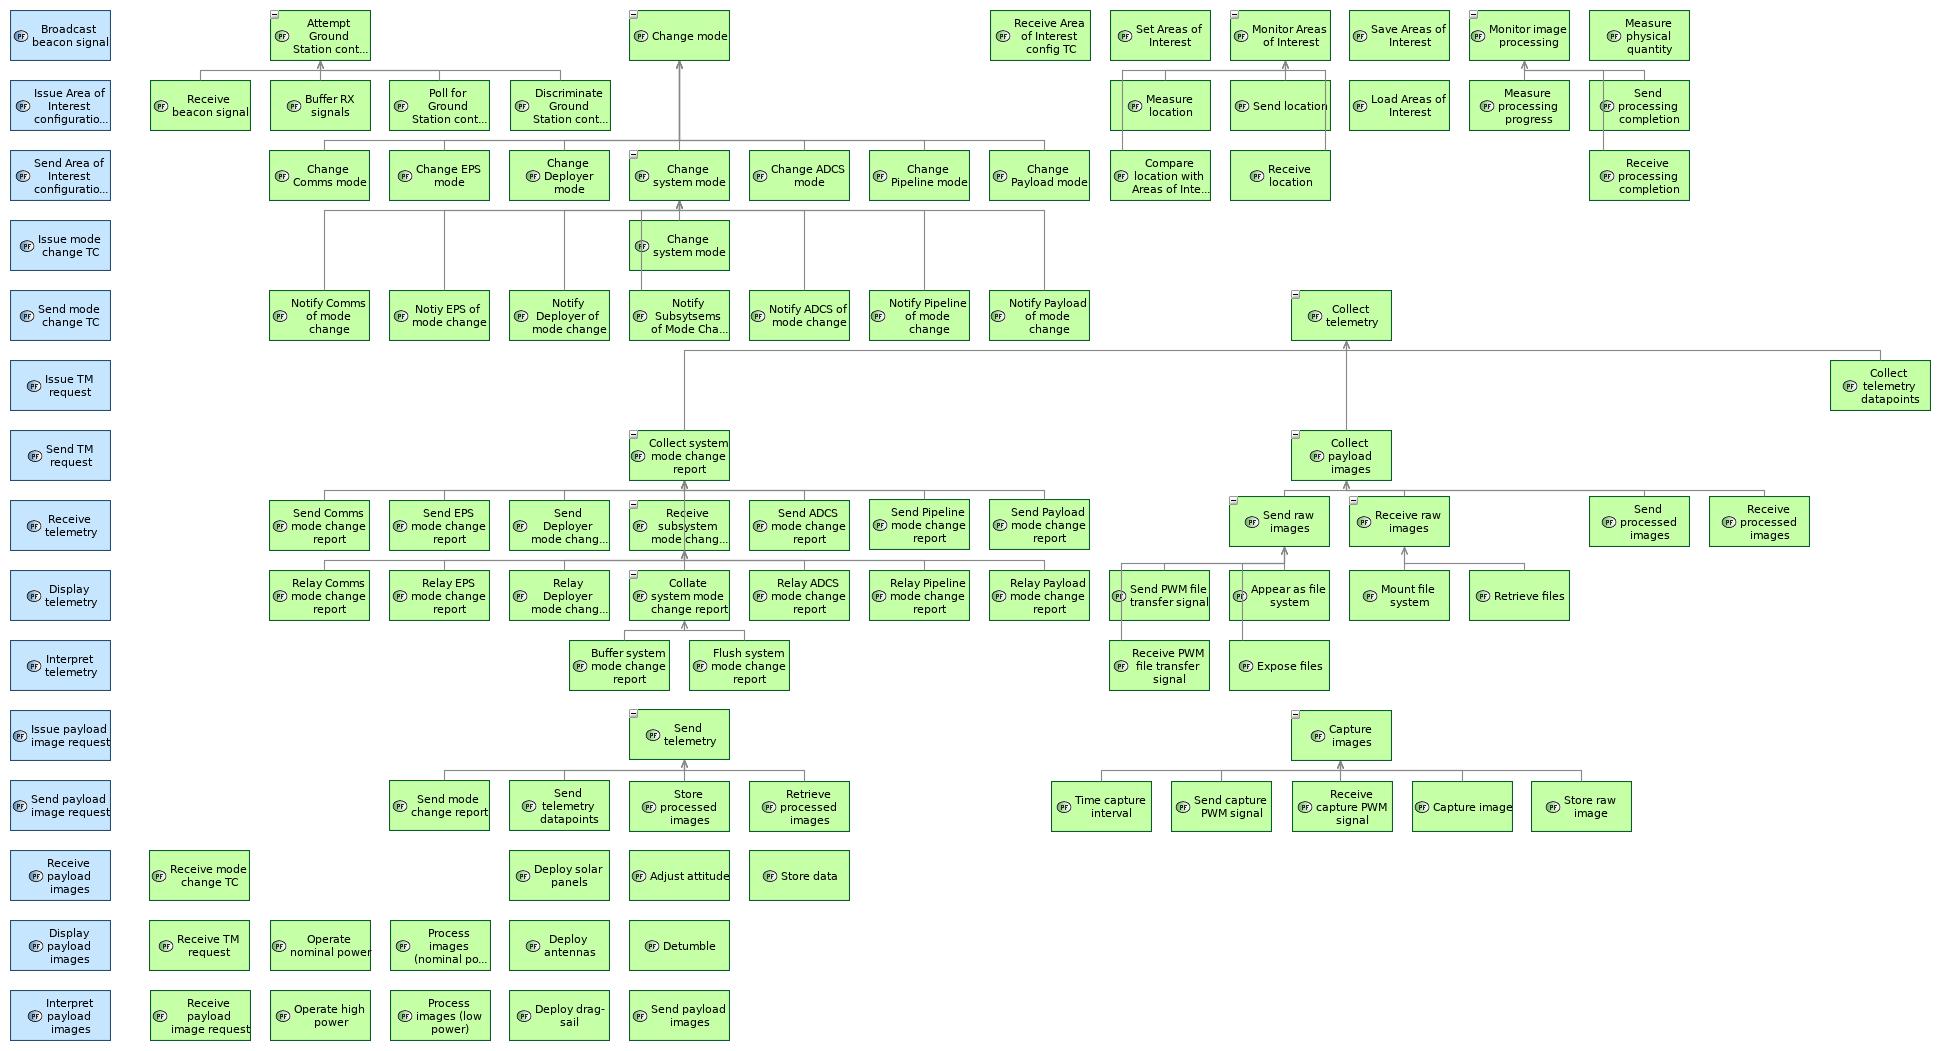 Broadcast
beacon signal
Attempt
Ground
Station cont...
Change mode
Receive Area
of Interest
config TC
Set Areas of
Interest
Monitor Areas
of Interest
Save Areas of
Interest
Monitor image
processing
Measure
physical
quantity
Issue Area of
Interest
configuratio...
Receive
beacon signal
Buffer RX
signals
Poll for
Ground
Station cont...
Discriminate
Ground
Station cont...
Measure
location
Send location
Load Areas of
Interest
Measure
processing
progress
Send
processing
completion
Send Area of
Interest
configuratio...
Change
Comms mode
Change EPS
mode
Change
Deployer
mode
Change
system mode
Change ADCS
mode
Change
Pipeline mode
Change
Payload mode
Compare
location with
Areas of Inte...
Receive
location
Receive
processing
completion
Issue mode
change TC
Change
system mode
Send mode
change TC
Notify Comms
of mode
change
Notiy EPS of
mode change
Notify
Deployer of
mode change
Notify
Subsytsems
of Mode Cha...
Notify ADCS of
mode change
Notify Pipeline
of mode
change
Notify Payload
of mode
change
Collect
telemetry
Issue TM
request
Collect
telemetry
datapoints
Send TM
request
Collect system
mode change
report
Collect
payload
images
Receive
telemetry
Send Comms
mode change
report
Send EPS
mode change
report
Send
Deployer
mode chang...
Receive
subsystem
mode chang...
Send ADCS
mode change
report
Send Pipeline
mode change
report
Send Payload
mode change
report
Send raw
images
Receive raw
images
Send
processed
images
Receive
processed
images
Display
telemetry
Relay Comms
mode change
report
Relay EPS
mode change
report
Relay
Deployer
mode chang...
Collate
system mode
change report
Relay ADCS
mode change
report
Relay Pipeline
mode change
report
Relay Payload
mode change
report
Send PWM file
transfer signal
Appear as file
system
Mount file
system
Retrieve files
Interpret
telemetry
Buffer system
mode change
report
Flush system
mode change
report
Receive PWM
file transfer
signal
Expose files
Issue payload
image request
Send
telemetry
Capture
images
Send payload
image request
Send mode
change report
Send
telemetry
datapoints
Store
processed
images
Retrieve
processed
images
Time capture
interval
Send capture
PWM signal
Receive
capture PWM
signal
Capture image
Store raw
image
Receive
payload
images
Receive mode
change TC
Deploy solar
panels
Adjust attitude
Store data
Display
payload
images
Receive TM
request
Operate
nominal power
Process
images
(nominal po...
Deploy
antennas
Detumble
Interpret
payload
images
Receive
payload
image request
Operate high
power
Process
images (low
power)
Deploy drag-
sail
Send payload
images